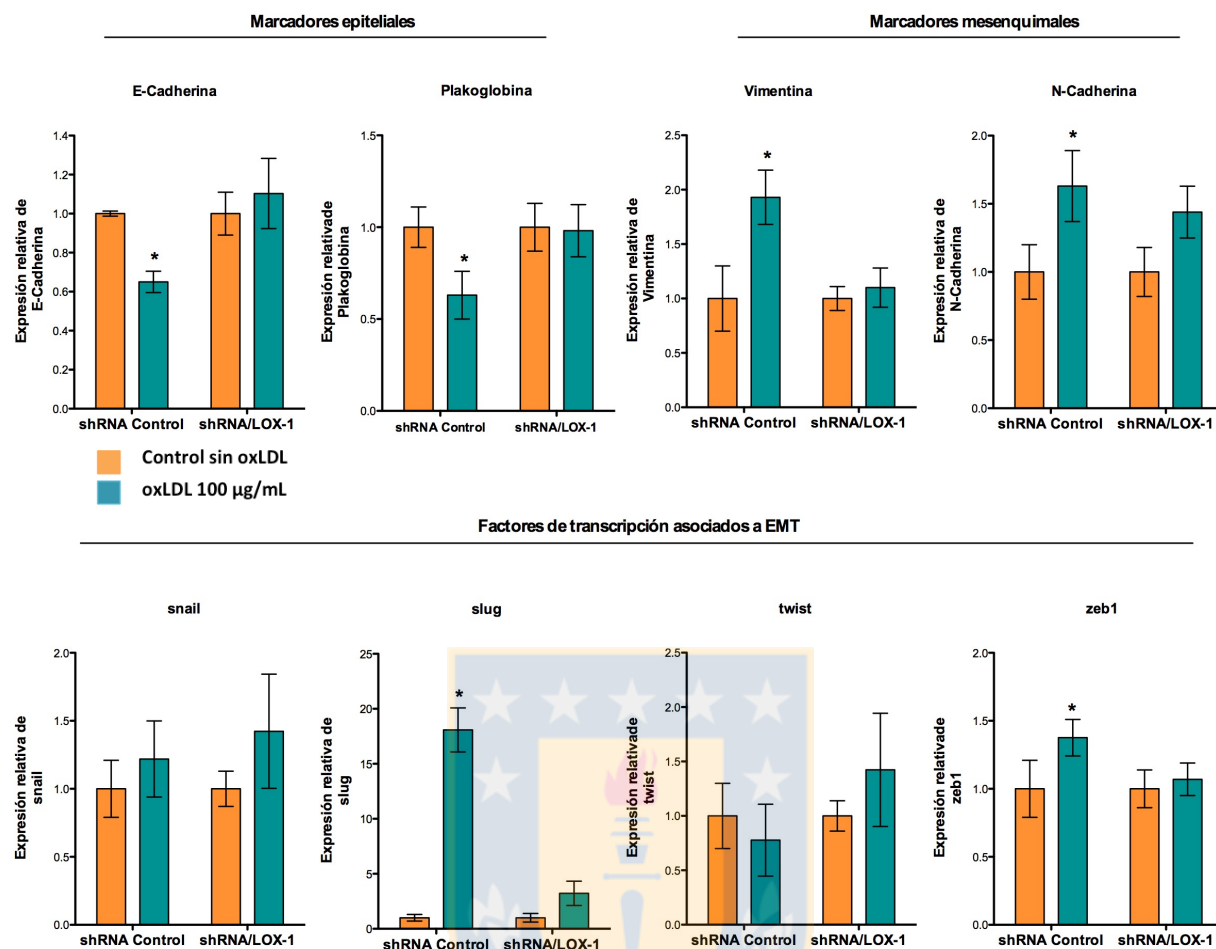 Marcadores epiteliales
Marcadores mesenquimales
E-Cadherina
Plakoglobina
Vimentina
N-Cadherina
Expresión relativa de
E-Cadherina
1.4
1.2
1.0
0.8
0.6
0.4
0.2
0.0
*
shRNA Control
shRNA/LOX-1
Expresión relativade
Plakoglobina
1.5
1.0
0.5
0.0
*
shRNA Control
shRNA/LOX-1
Expresión relativa de
Vimentina
2.5
2.0
1.5
1.0
0.5
0.0
*
shRNA Control
shRNA/LOX-1
Expresión relativa de
N-Cadherina
2.0
1.5
1.0
0.5
0.0
*
shRNA Control
shRNA/LOX-1
Control sin oxLDL
oxLDL 100 µg/mL
Factores de transcripción asociados a EMT
snail
slug
twist
zeb1
Expresión relativa de
snail
2.0
1.5
1.0
0.5
0.0
shRNA Control
shRNA/LOX-1
Expresión relativa de
slug
25
20
15
10
5
0
*
shRNA Control
shRNA/LOX-1
Expresión relativade
twist
2.5
2.0
1.5
1.0
0.5
0.0
shRNA Control
shRNA/LOX-1
Expresión relativade
zeb1
2.0
1.5
1.0
0.5
0.0
*
shRNA Control
shRNA/LOX-1